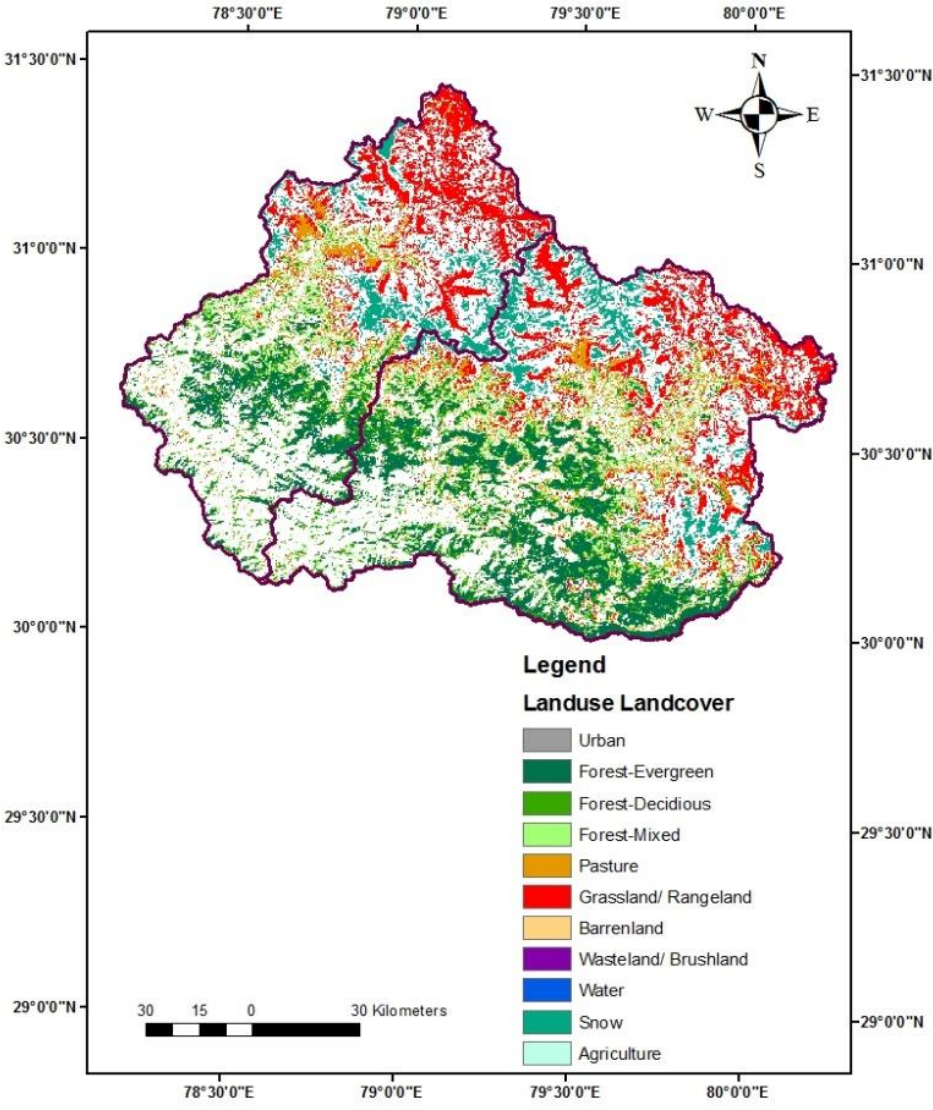 78°30'0"E 79°0'0"E 79°30'0"E 80°0'0"E
31°30'0"N
31°30'0"N
N
W E
S
31°0'0"N
31°0'0"N
30°30'0"N
30°30'0"N
30°0'0"N
30°0'0"N
Legend
Landuse Landcover
Urban
Forest-Evergreen
Forest-Decidious
29°30'0"N
29°30'0"N
Forest-Mixed
Pasture
Grassland/ Rangeland
Barrenland
Wasteland/ Brushland
Water
29°0'0"N
30 15 0 30 Kilometers
Snow
29°0'0"N
Agriculture
78°30'0"E 79°0'0"E 79°30'0"E 80°0'0"E